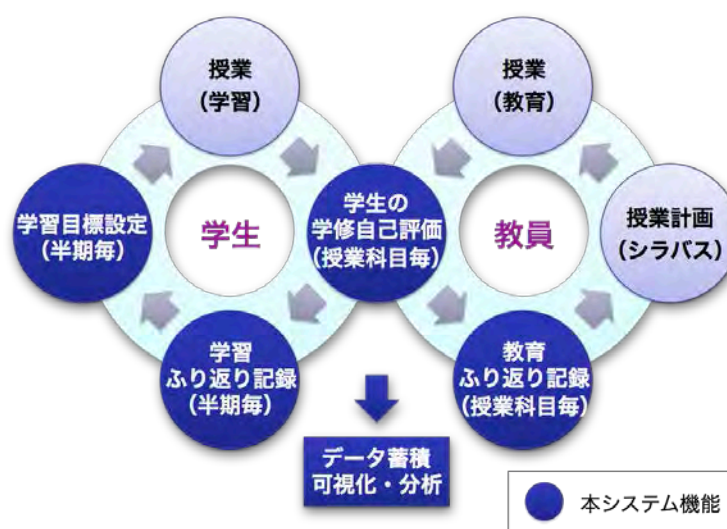 授業
(学習)
授業
(教育)
学習目標設定
(半期毎)
学生
学生の
学修自己評価
(授業科目毎)
教員
授業計画
(シラバス)
学習
ふり返り記録
(半期毎)
教育
ふり返り記録
(授業科目毎)
データ蓄積
可視化・分析
本システム機能